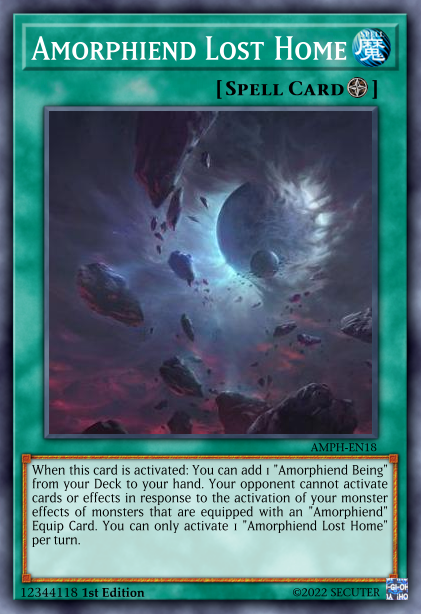 AMORPHIEND LOST HOME 魔
[SPELL CARD]
AMPH-EN18
When this card is activated: You can add 1 "Amorphiend Being"
from your Deck to your hand. Your opponent cannot activate
cards or effects in response to the activation of your monster
effects of monsters that are equipped with an "Amorphiend"
Equip Card. You can only activate 1 "Amorphiend Lost Home"
per turn.
12344118 1st Edition ©2022 SECUTER